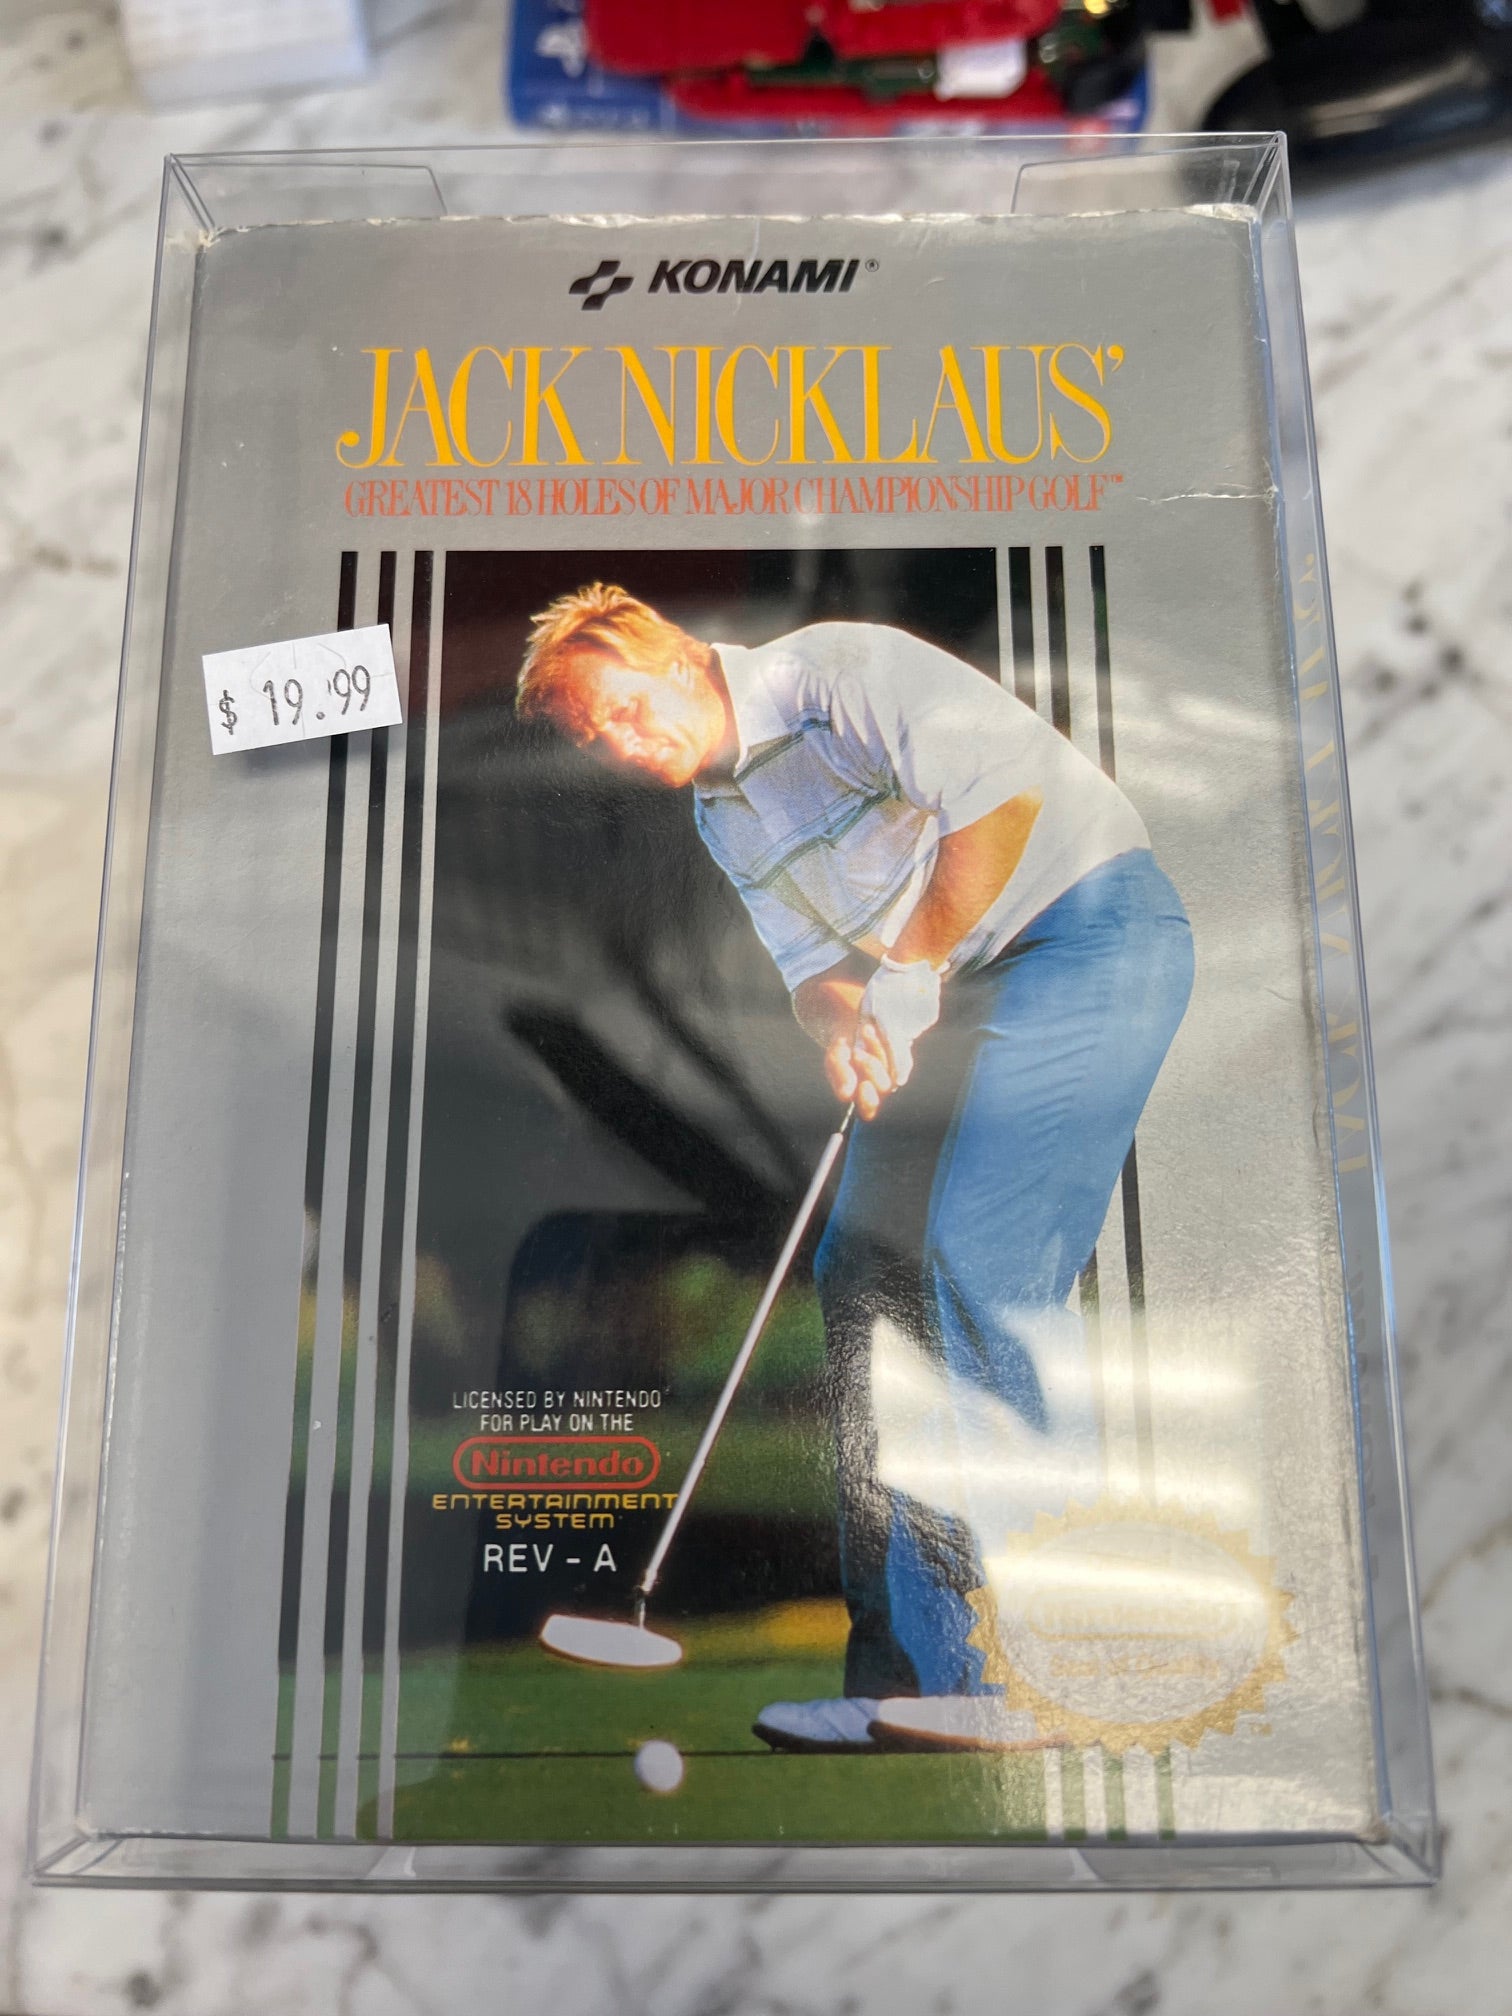 KONAMI®
JACK NICKLAUS'
GREATEST 18 HOLES OF MAJOR CHAMPIONSHIP GOLF™
$ 19.99
LICENSED BY NINTENDO
FOR PLAY ON THE
Nintendo
ENTERTAINMENT
SYSTEM
REV - A